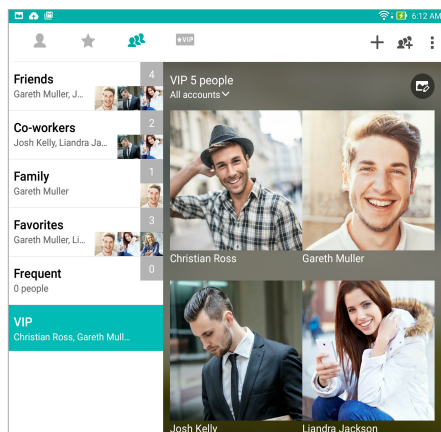 6:12 AM
★VIP
Friends
4
Gareth Muller, J...
Co-workers
2
Josh Kelly, Liandra Ja...
Family
1
Gareth Muller
Favorites
3
Gareth Muller, Li...
Frequent
0
0 people
VIP
Christian Ross, Gareth Mull...
VIP 5 people
All accounts
Christian Ross
Gareth Muller
Josh Kelly
Liandra Jackson